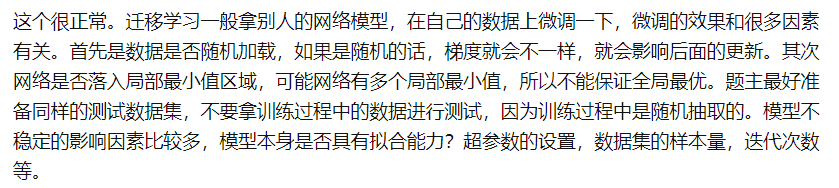 这个很正常。迁移学习一般拿别人的网络模型，在自己的数据上微调一下，微调的效果和很多因素
有关。首先是数据是否随机加载，如果是随机的话，梯度就会不一样，就会影响后面的更新。其次
网络是否落入局部最小值区域，可能网络有多个局部最小值，所以不能保证全局最优。题主最好准
备同样的测试数据集，不要拿训练过程中的数据进行测试，因为训练过程中是随机抽取的。模型不
稳定的影响因素比较多，模型本身是否具有拟合能力？超参数的设置，数据集的样本量，迭代次数
等。